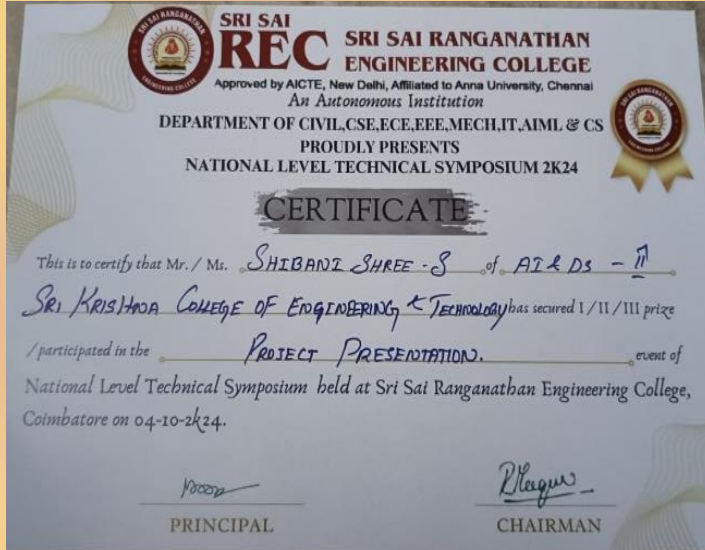 SRI SAI
REC
SRI SAI RANGANATHAN
ENGINEERING COLLEGE
Approved by AICTE, New Delhi, Affiliated to Anna University, Chennai
An Autonomous Institution
DEPARTMENT OF CIVIL,CSE,ECE,EEE,MECH,IT,AIML & CS
PROUDLY PRESENTS
NATIONAL LEVEL TECHNICAL SYMPOSIUM 2K24
CERTIFICATE
This is to certify that Mr. / Ms. SHIBANI SHREE - S of AI & DS - II
SRI KRISHNA COLLEGE OF ENGINEERING & TECHNOLOGY has secured I / II / III prize
/ participated in the PROJECT PRESENTATION. event of
National Level Technical Symposium held at Sri Sai Ranganathan Engineering College,
Coimbatore on 04-10-2k24.
PRINCIPAL
CHAIRMAN